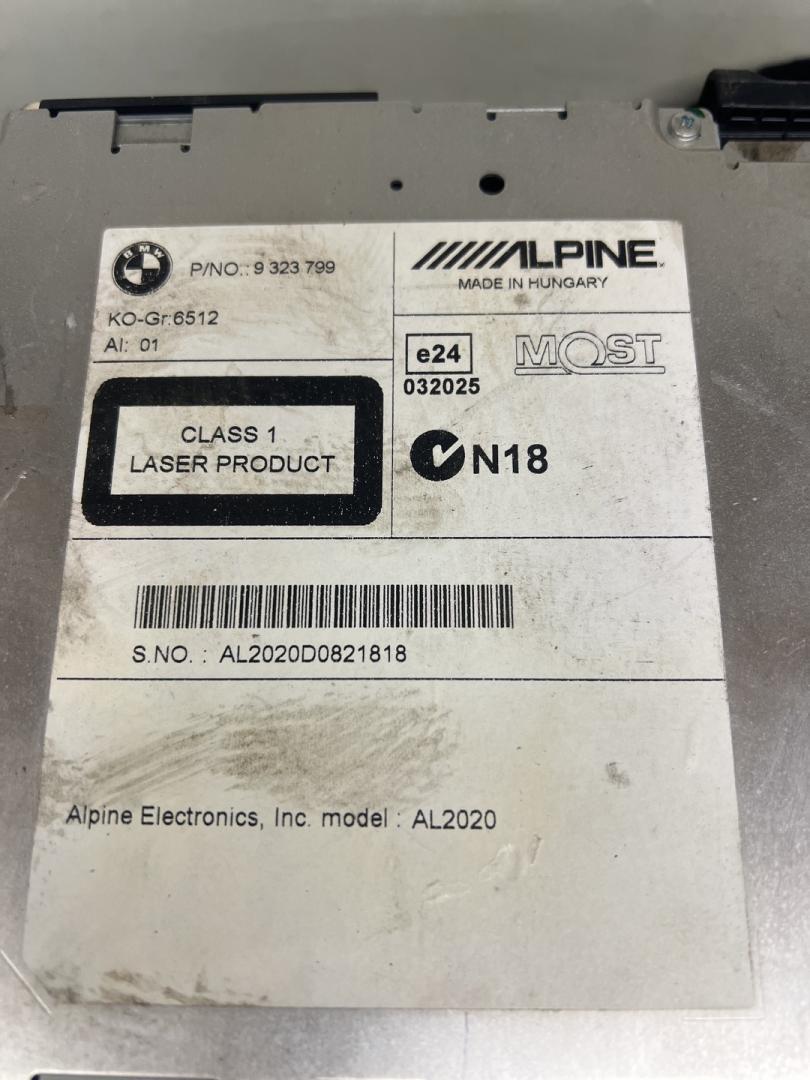 BMW
P/NO.: 9 323 799
KO-Gr:6512
AI: 01
ALPINE
MADE IN HUNGARY
e24
032025
MOST
N18
CLASS 1
LASER PRODUCT
S.NO. : AL2020D0821818
Alpine Electronics, Inc. model : AL2020